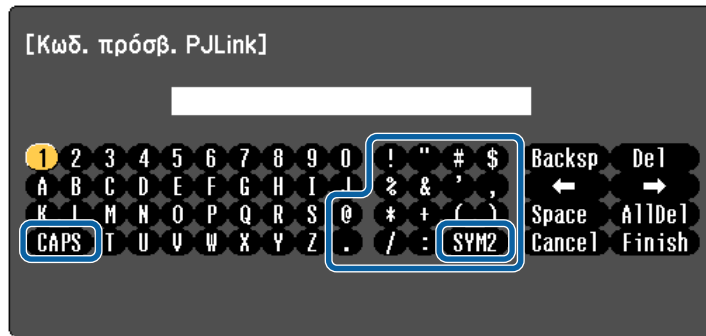 [Κωδ. πρόσβ. PJLink]
1 2 3 4 5 6 7 8 9 0 ! " # $ Backsp Del
A B C D E F G H I J % & ' , ← →
K L M N O P Q R S @ * + ( ) Space AllDel
CAPS T U V W X Y Z . / : SYM2 Cancel Finish